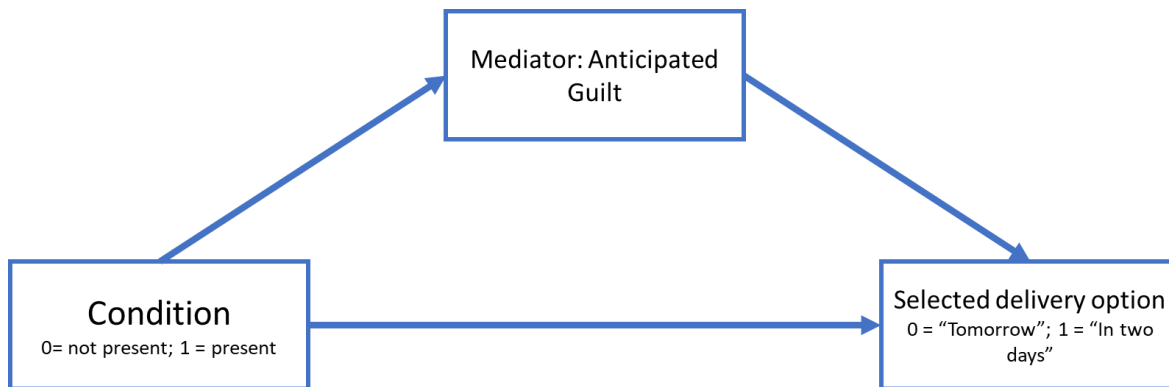 Mediator: Anticipated
Guilt
Condition
0= not present; 1 = present
Selected delivery option
0 = “Tomorrow”; 1 = “In two
days”